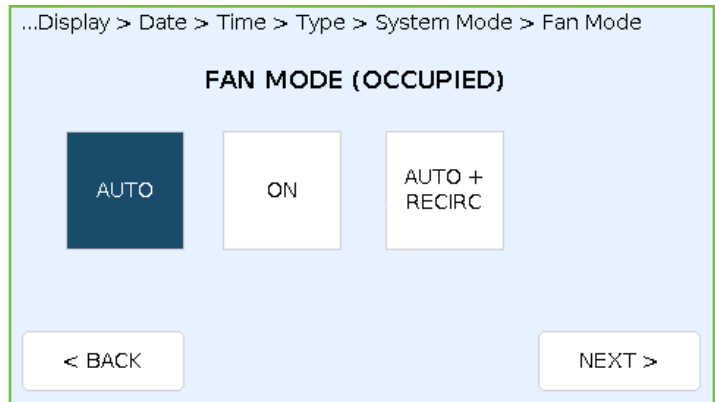 ...Display > Date > Time > Type > System Mode > Fan Mode
FAN MODE (OCCUPIED)
AUTO
ON
AUTO +
RECIRC
< BACK
NEXT >